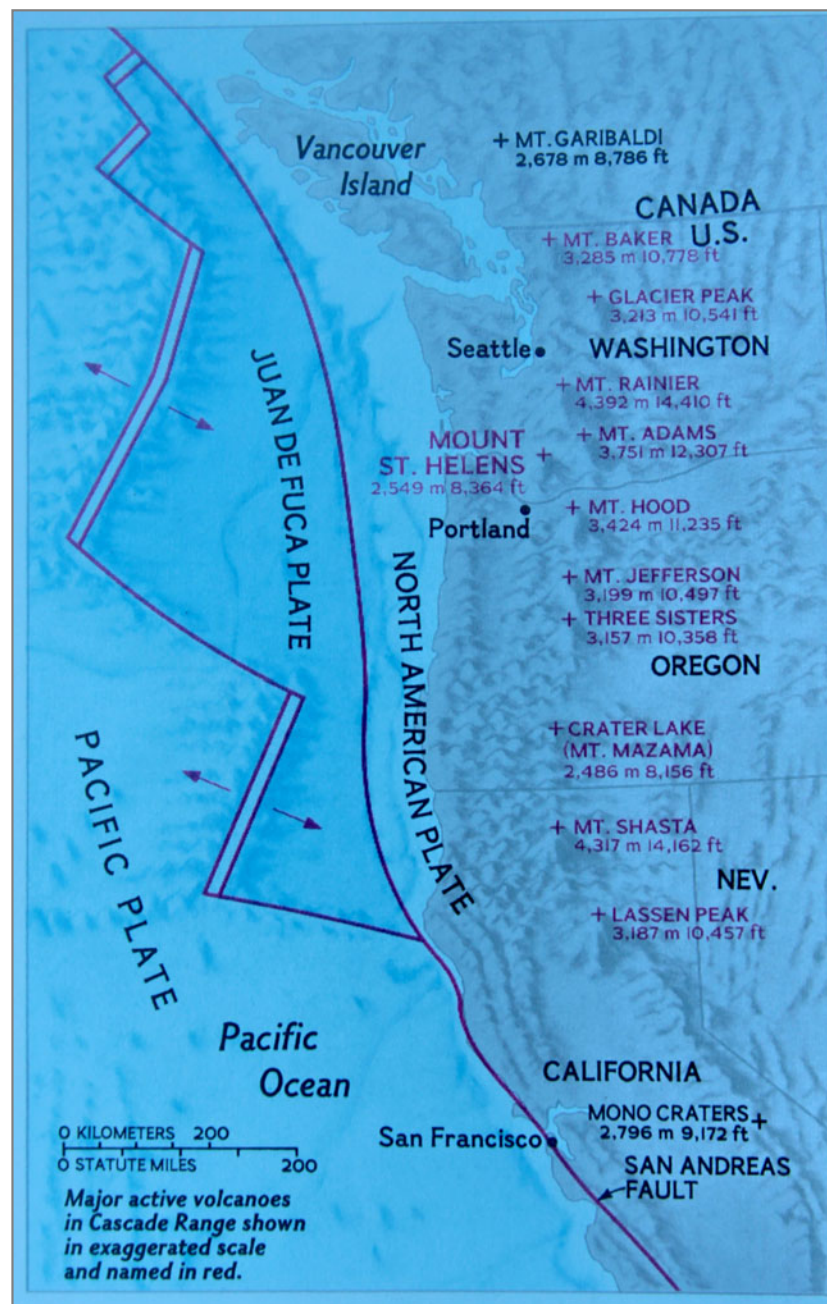 Vancouver
Island
+ MT. GARIBALDI
2,678 m 8,786 ft
CANADA
U.S.
+ MT. BAKER
3,285 m 10,778 ft
+ GLACIER PEAK
3,213 m 10,541 ft
Seattle
WASHINGTON
+ MT. RAINIER
4,392 m 14,410 ft
MOUNT
ST. HELENS +
2,549 m 8,364 ft
+ MT. ADAMS
3,751 m 12,307 ft
JUAN DE FUCA PLATE
Portland
+ MT. HOOD
3,424 m 11,235 ft
NORTH AMERICAN PLATE
+ MT. JEFFERSON
3,199 m 10,497 ft
+ THREE SISTERS
3,157 m 10,358 ft
OREGON
PACIFIC PLATE
+ CRATER LAKE
(MT. MAZAMA)
2,486 m 8,156 ft
+ MT. SHASTA
4,317 m 14,162 ft
NEV.
+ LASSEN PEAK
3,187 m 10,457 ft
Pacific
Ocean
CALIFORNIA
MONO CRATERS +
2,796 m 9,172 ft
San Francisco
SAN ANDREAS
FAULT
0 KILOMETERS 200
0 STATUTE MILES 200
Major active volcanoes
in Cascade Range shown
in exaggerated scale
and named in red.